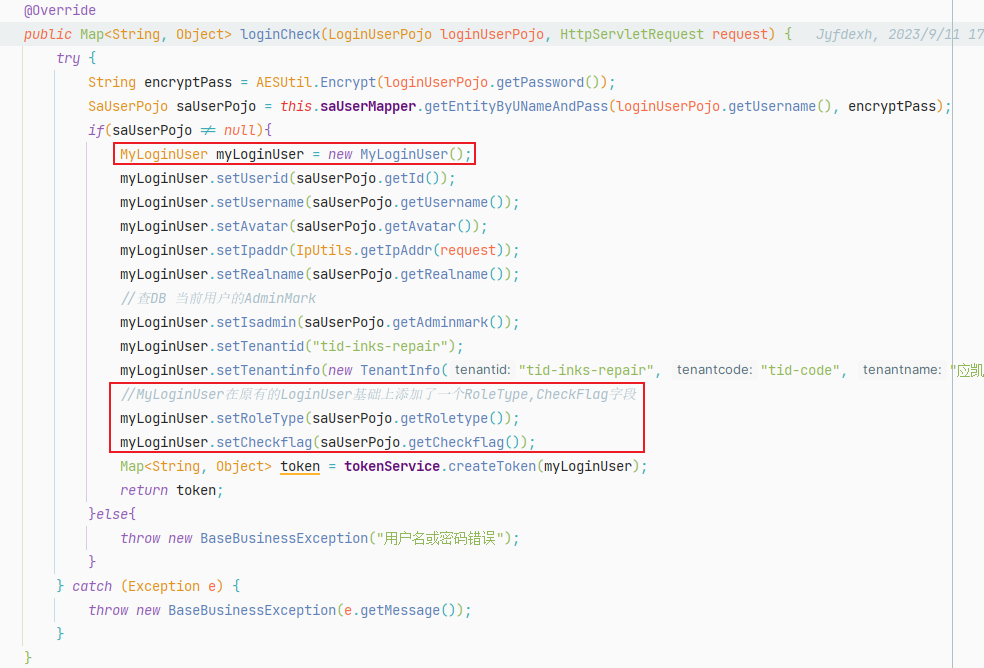 @Override
public Map<String, Object> loginCheck(LoginUserPojo loginUserPojo, HttpServletRequest request) { Jyfdexh, 2023/9/11 17
try {
String encryptPass = AESUtil.Encrypt(loginUserPojo.getPassword());
SaUserPojo saUserPojo = this.saUserMapper.getEntityByUNameAndPass(loginUserPojo.getUsername(), encryptPass);
if(saUserPojo ≠ null){
MyLoginUser myLoginUser = new MyLoginUser();
myLoginUser.setUserid(saUserPojo.getId());
myLoginUser.setUsername(saUserPojo.getUsername());
myLoginUser.setAvatar(saUserPojo.getAvatar());
myLoginUser.setIpaddr(IpUtils.getIpAddr(request));
myLoginUser.setRealname(saUserPojo.getRealname());
//查DB 当前用户的AdminMark
myLoginUser.setIsadmin(saUserPojo.getAdminmark());
myLoginUser.setTenantid("tid-inks-repair");
myLoginUser.setTenantinfo(new TenantInfo( tenantid: "tid-inks-repair", tenantcode: "tid-code", tenantname: "应凯
//MyLoginUser在原有的LoginUser基础上添加了一个RoleType,CheckFlag字段
myLoginUser.setRoleType(saUserPojo.getRoletype());
myLoginUser.setCheckflag(saUserPojo.getCheckflag());
Map<String, Object> token = tokenService.createToken(myLoginUser);
return token;
}else{
throw new BaseBusinessException("用户名或密码错误");
}
} catch (Exception e) {
throw new BaseBusinessException(e.getMessage());
}
}